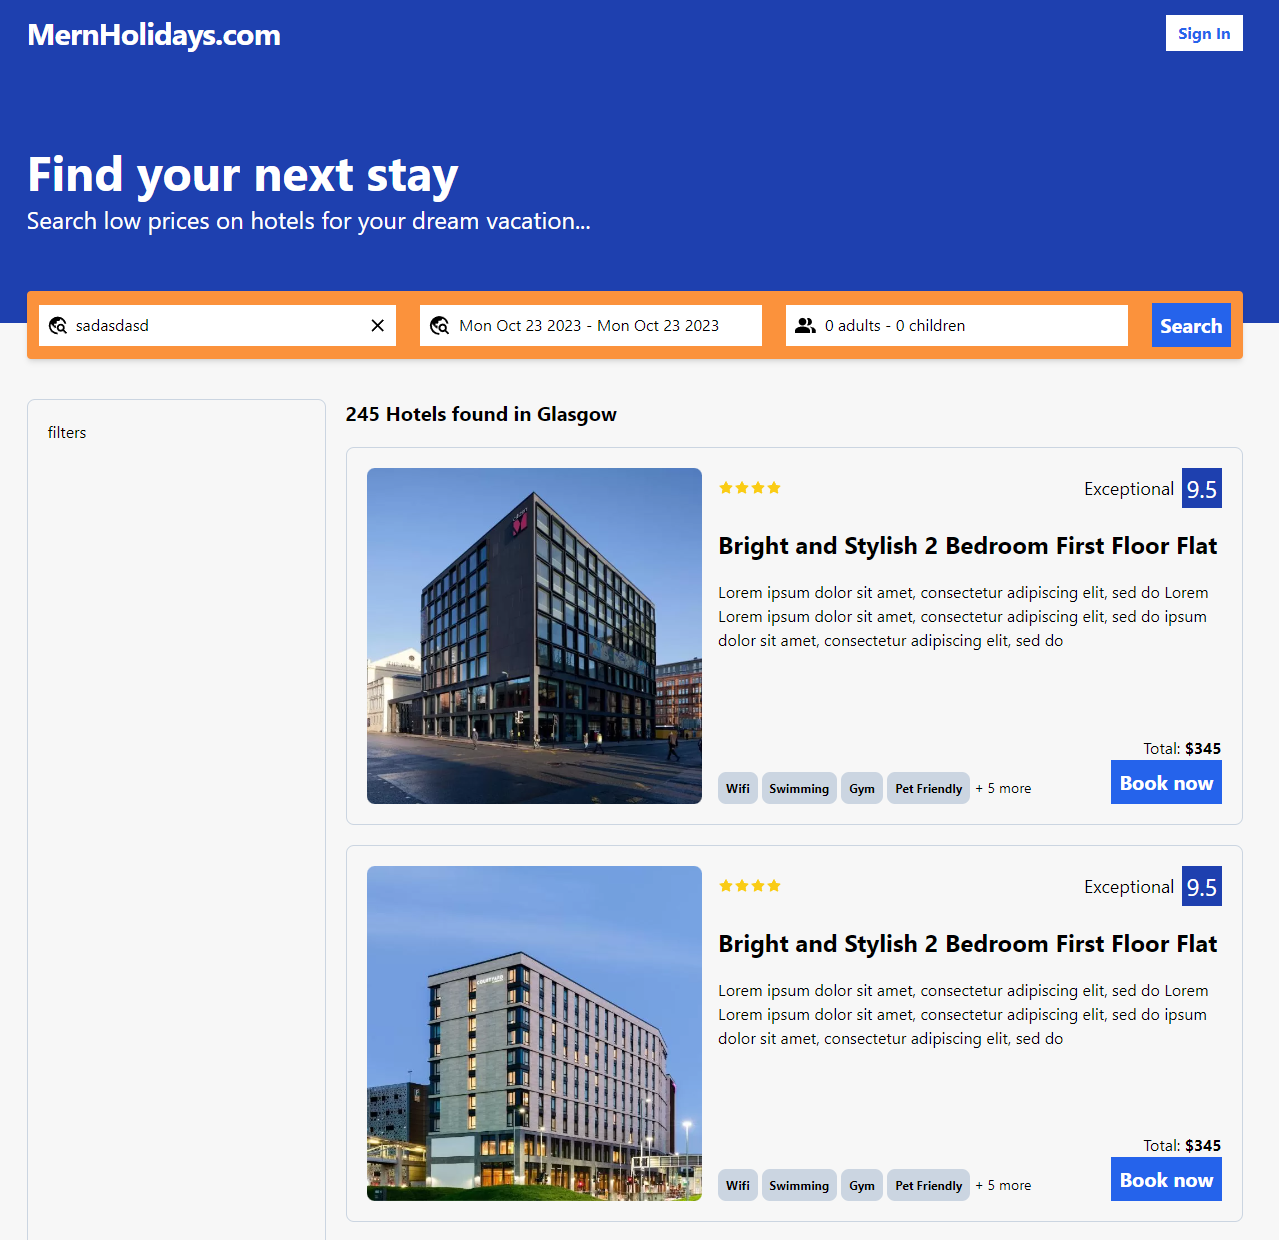 MernHolidays.com
Sign In
Find your next stay
Search low prices on hotels for your dream vacation...
sadasdasd
Mon Oct 23 2023 - Mon Oct 23 2023
0 adults - 0 children
Search
filters
245 Hotels found in Glasgow
Exceptional 9.5
Bright and Stylish 2 Bedroom First Floor Flat
Lorem ipsum dolor sit amet, consectetur adipiscing elit, sed do Lorem
Lorem ipsum dolor sit amet, consectetur adipiscing elit, sed do ipsum
dolor sit amet, consectetur adipiscing elit, sed do
Total: $345
Wifi Swimming Gym Pet Friendly + 5 more
Book now
COURTYARD
Exceptional 9.5
Bright and Stylish 2 Bedroom First Floor Flat
Lorem ipsum dolor sit amet, consectetur adipiscing elit, sed do Lorem
Lorem ipsum dolor sit amet, consectetur adipiscing elit, sed do ipsum
dolor sit amet, consectetur adipiscing elit, sed do
Total: $345
Wifi Swimming Gym Pet Friendly + 5 more
Book now